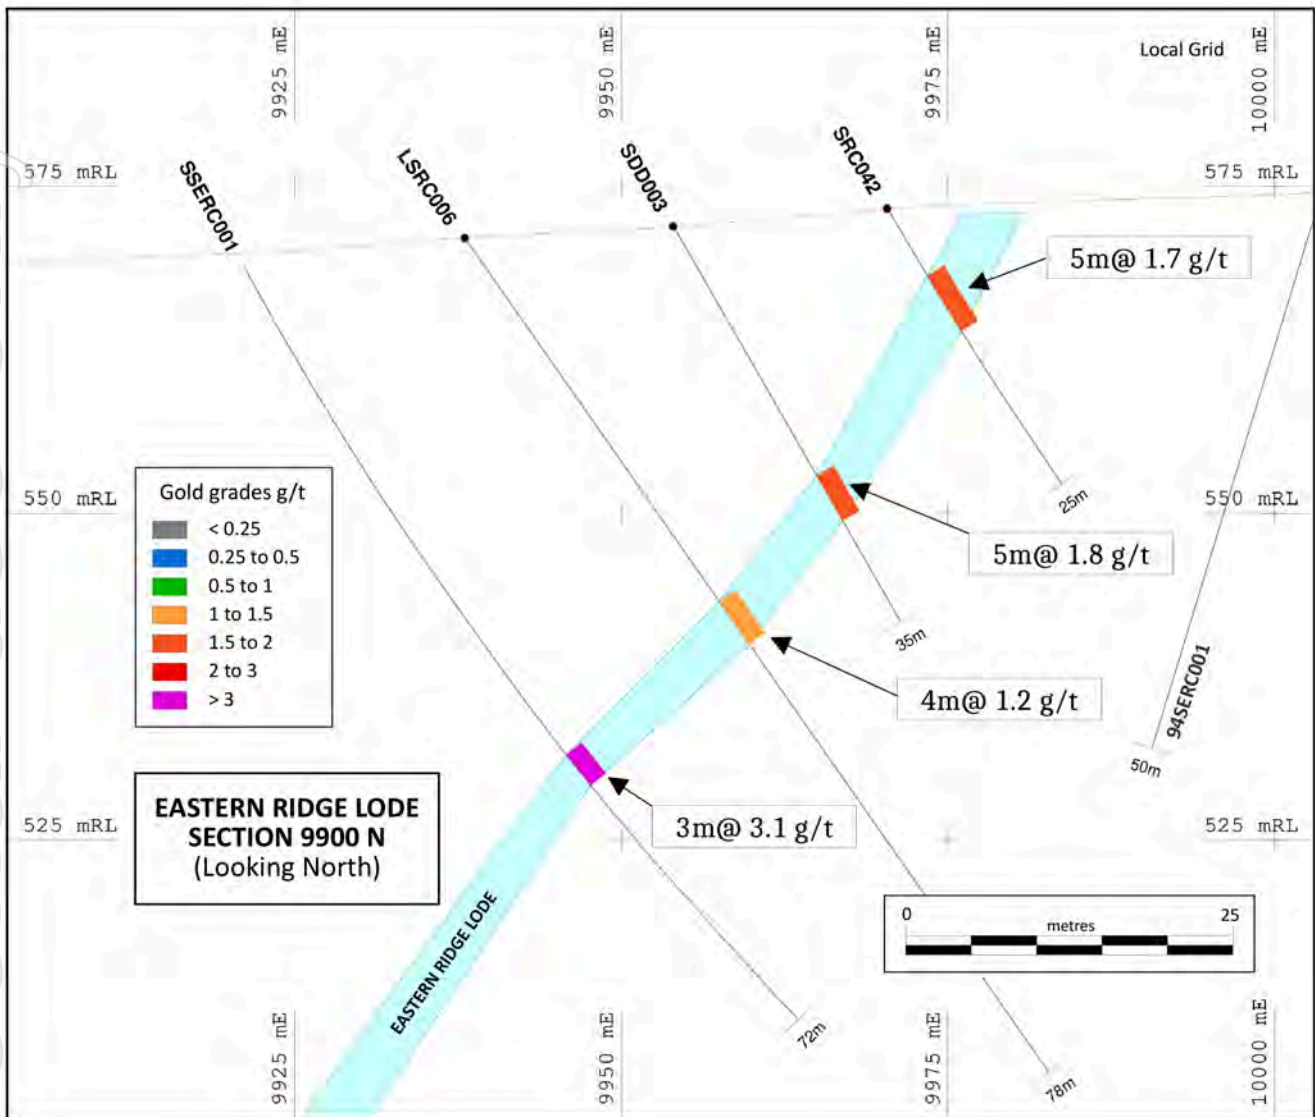 9925 mE
9950 mE
9975 mE
10000 mE
Local Grid
575 mRL
575 mRL
SSERC001
LSRC006
SDD003
SRC042
5m@ 1.7 g/t
550 mRL
550 mRL
25m
Gold grades g/t
< 0.25
0.25 to 0.5
0.5 to 1
1 to 1.5
1.5 to 2
2 to 3
> 3
5m@ 1.8 g/t
35m
4m@ 1.2 g/t
94SERC001
50m
EASTERN RIDGE LODE
SECTION 9900 N
(Looking North)
3m@ 3.1 g/t
525 mRL
525 mRL
0
25
metres
EASTERN RIDGE LODE
72m
78m
9925 mE
9950 mE
9975 mE
10000 mE